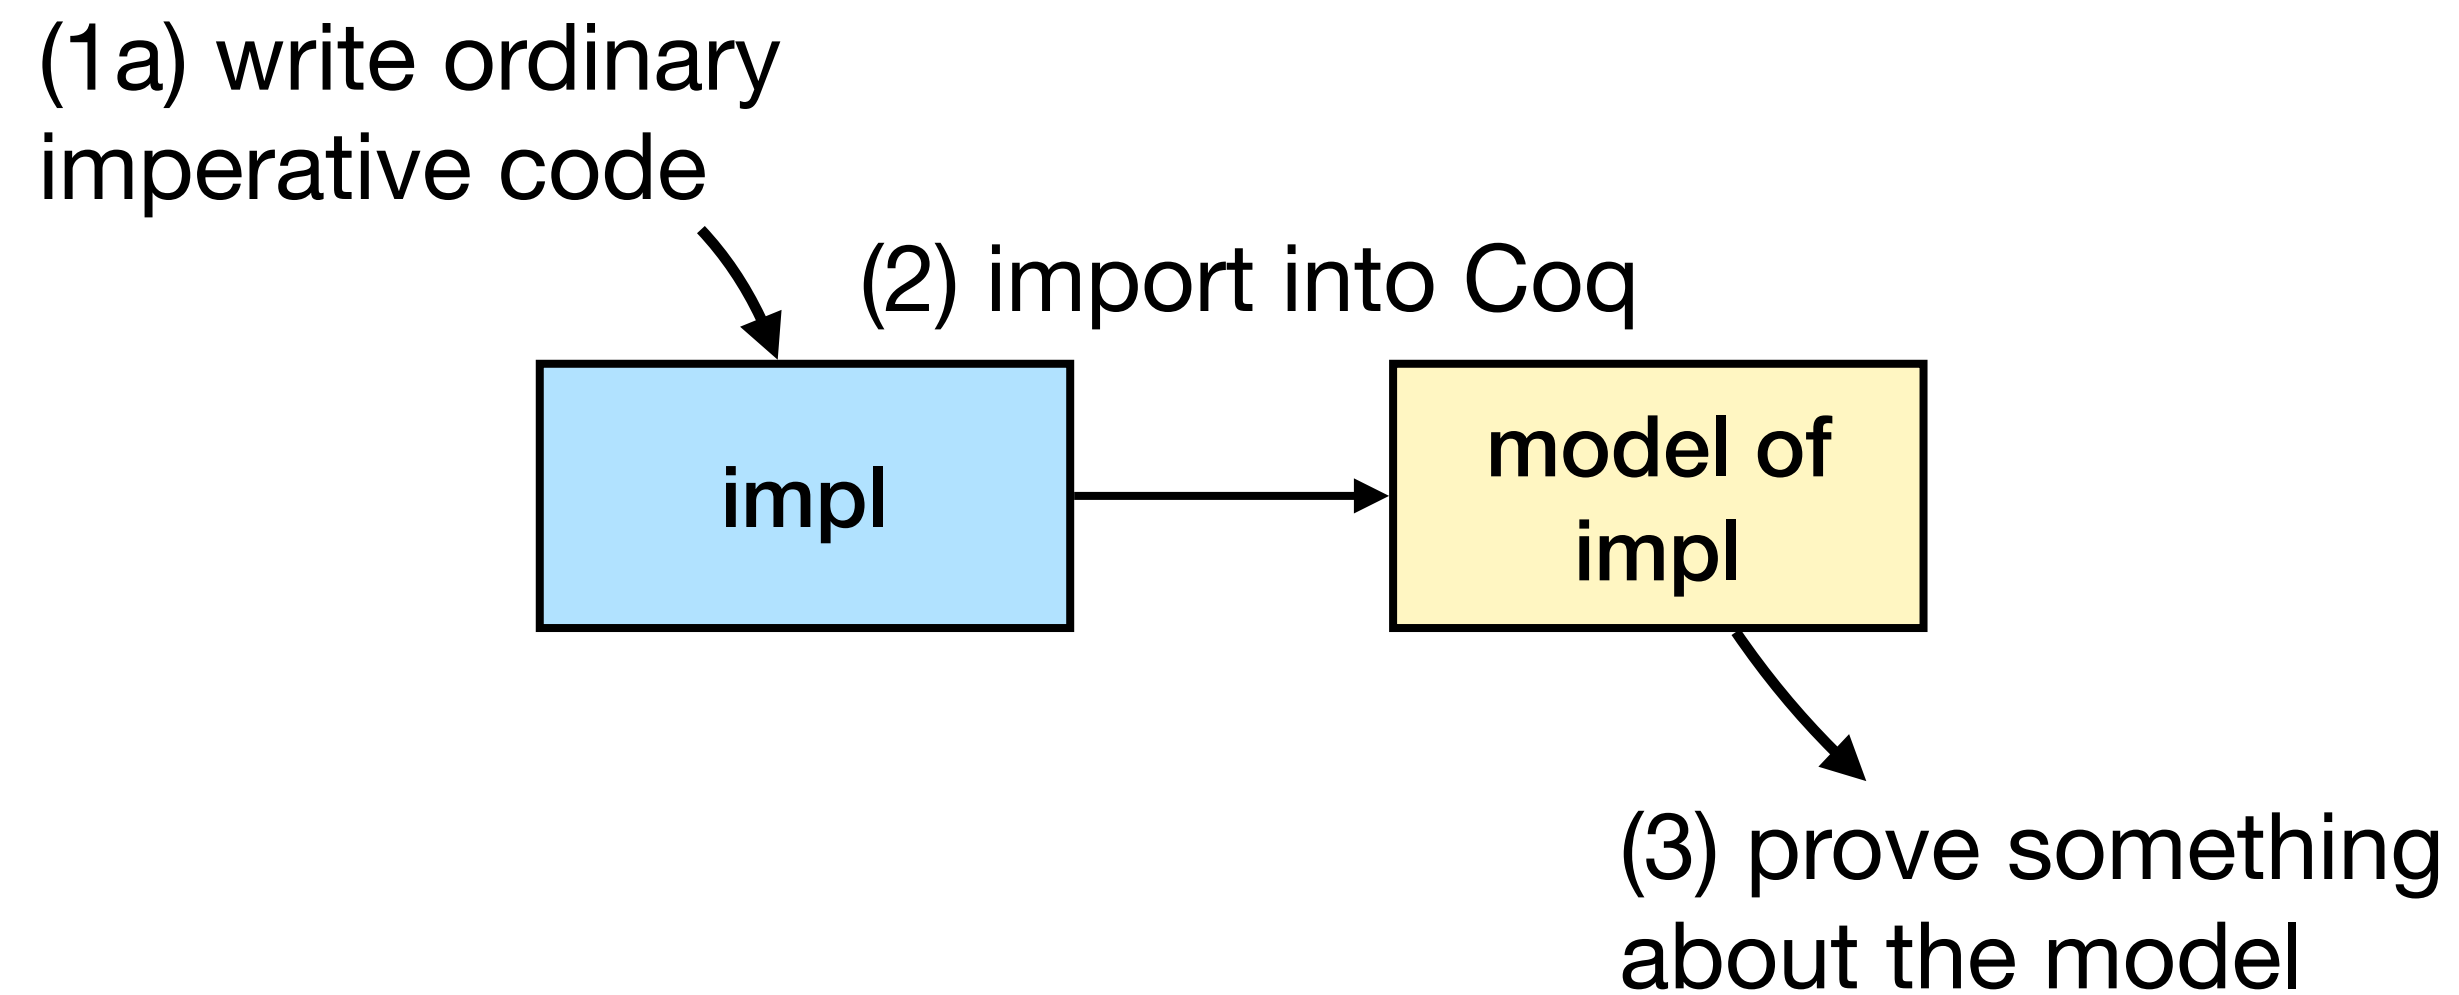 (1a) write ordinary
imperative code
(2) import into Coq
impl
model of
impl
(3) prove something
about the model